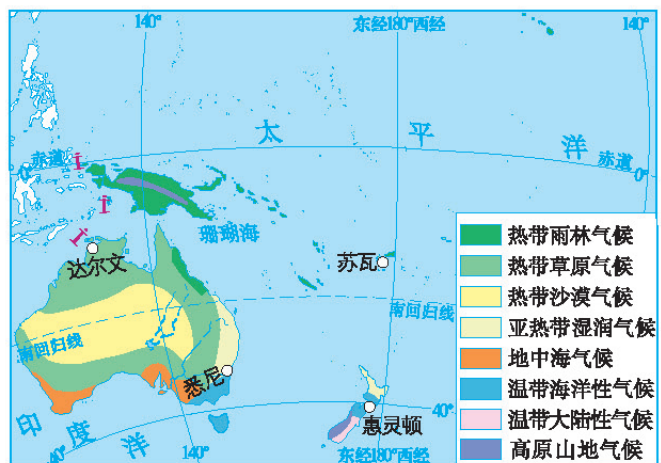 140° 东经180°西经 140°
太平洋
赤道 0°
赤道 0°
珊瑚海
达尔文
苏瓦
南回归线
南回归线
悉尼
惠灵顿
印度洋
40° 140° 东经180°西经 40°
热带雨林气候
热带草原气候
热带沙漠气候
亚热带湿润气候
地中海气候
温带海洋性气候
温带大陆性气候
高原山地气候